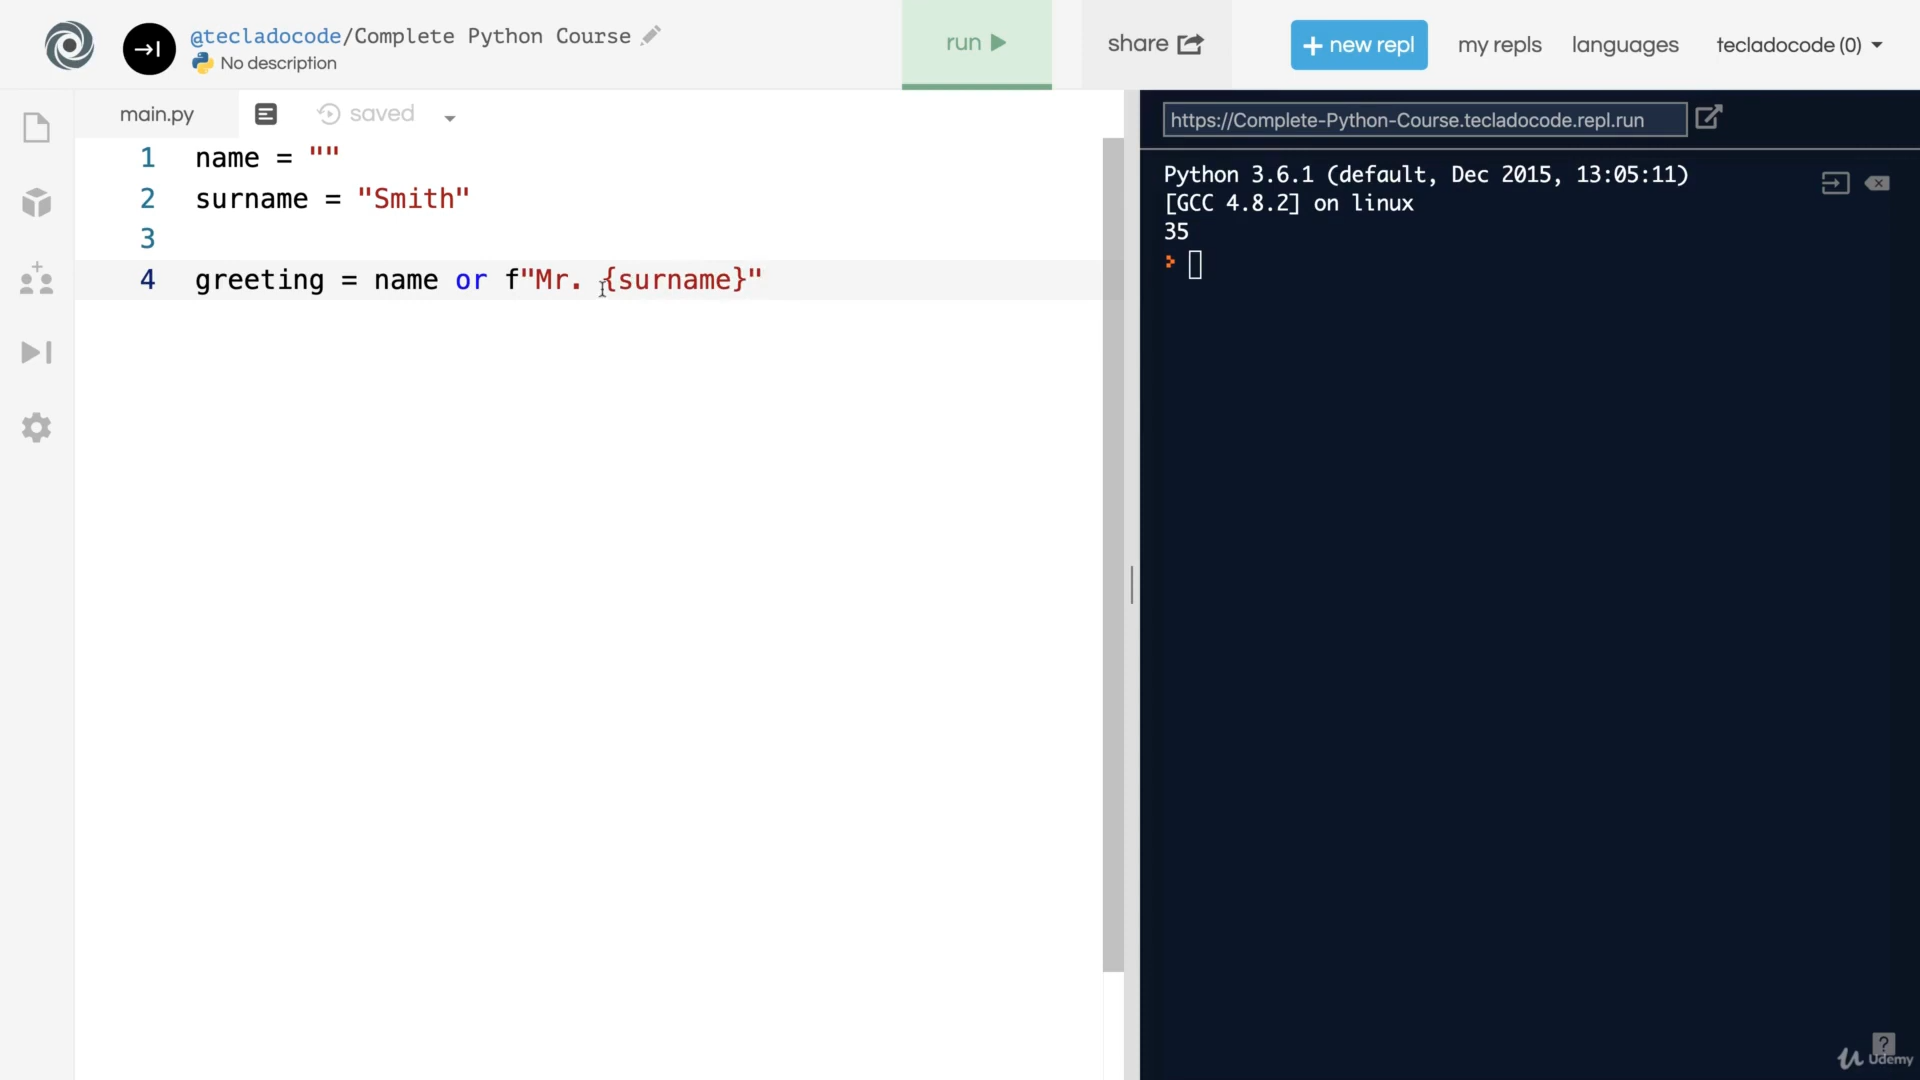 @tecladocode/Complete Python Course
No description
run
share
+ new repl
my repls
languages
tecladocode (0)
main.py
saved
https://Complete-Python-Course.tecladocode.repl.run
1 name = ""
2 surname = "Smith"
3
4 greeting = name or f"Mr. {surname}"
Python 3.6.1 (default, Dec 2015, 13:05:11)
[GCC 4.8.2] on linux
35
?
Udemy